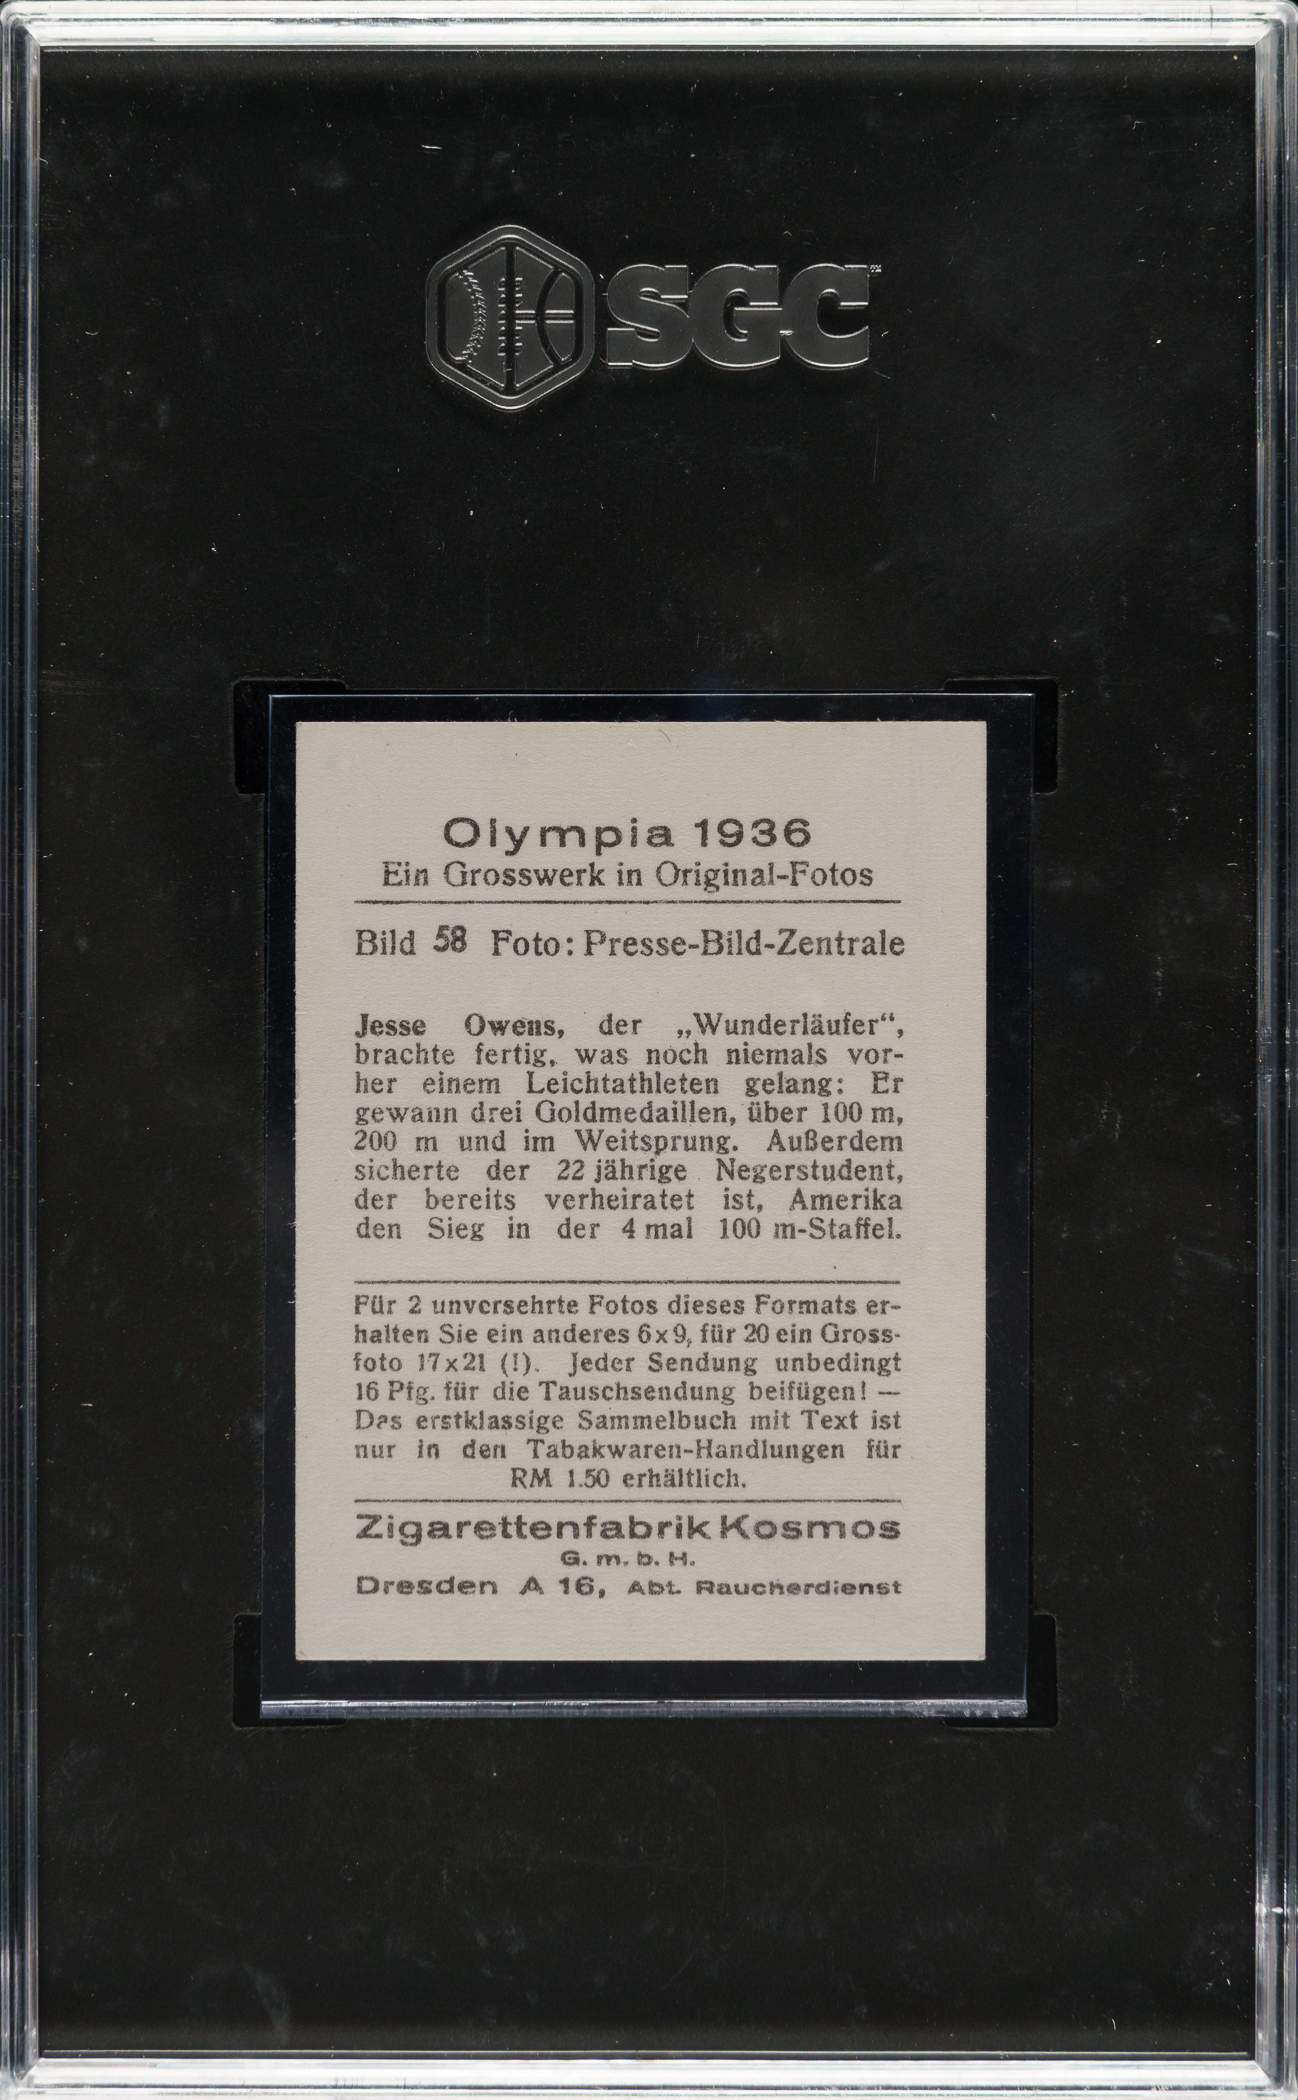 SGC™
Olympia 1936
Ein Grosswerk in Original-Fotos
Bild 58 Foto: Presse-Bild-Zentrale
Jesse Owens, der „Wunderläufer“,
brachte fertig, was noch niemals vor-
her einem Leichtathleten gelang: Er
gewann drei Goldmedaillen, über 100 m,
200 m und im Weitsprung. Außerdem
sicherte der 22 jährige Negerstudent,
der bereits verheiratet ist, Amerika
den Sieg in der 4 mal 100 m-Staffel.
Für 2 unversehrte Fotos dieses Formats er-
halten Sie ein anderes 6x9, für 20 ein Gross-
foto 17x21 (!). Jeder Sendung unbedingt
16 Pfg. für die Tauschsendung beifügen! —
Das erstklassige Sammelbuch mit Text ist
nur in den Tabakwaren-Handlungen für
RM 1.50 erhältlich.
Zigarettenfabrik Kosmos
G. m. b. H.
Dresden A 16, Abt. Raucherdienst